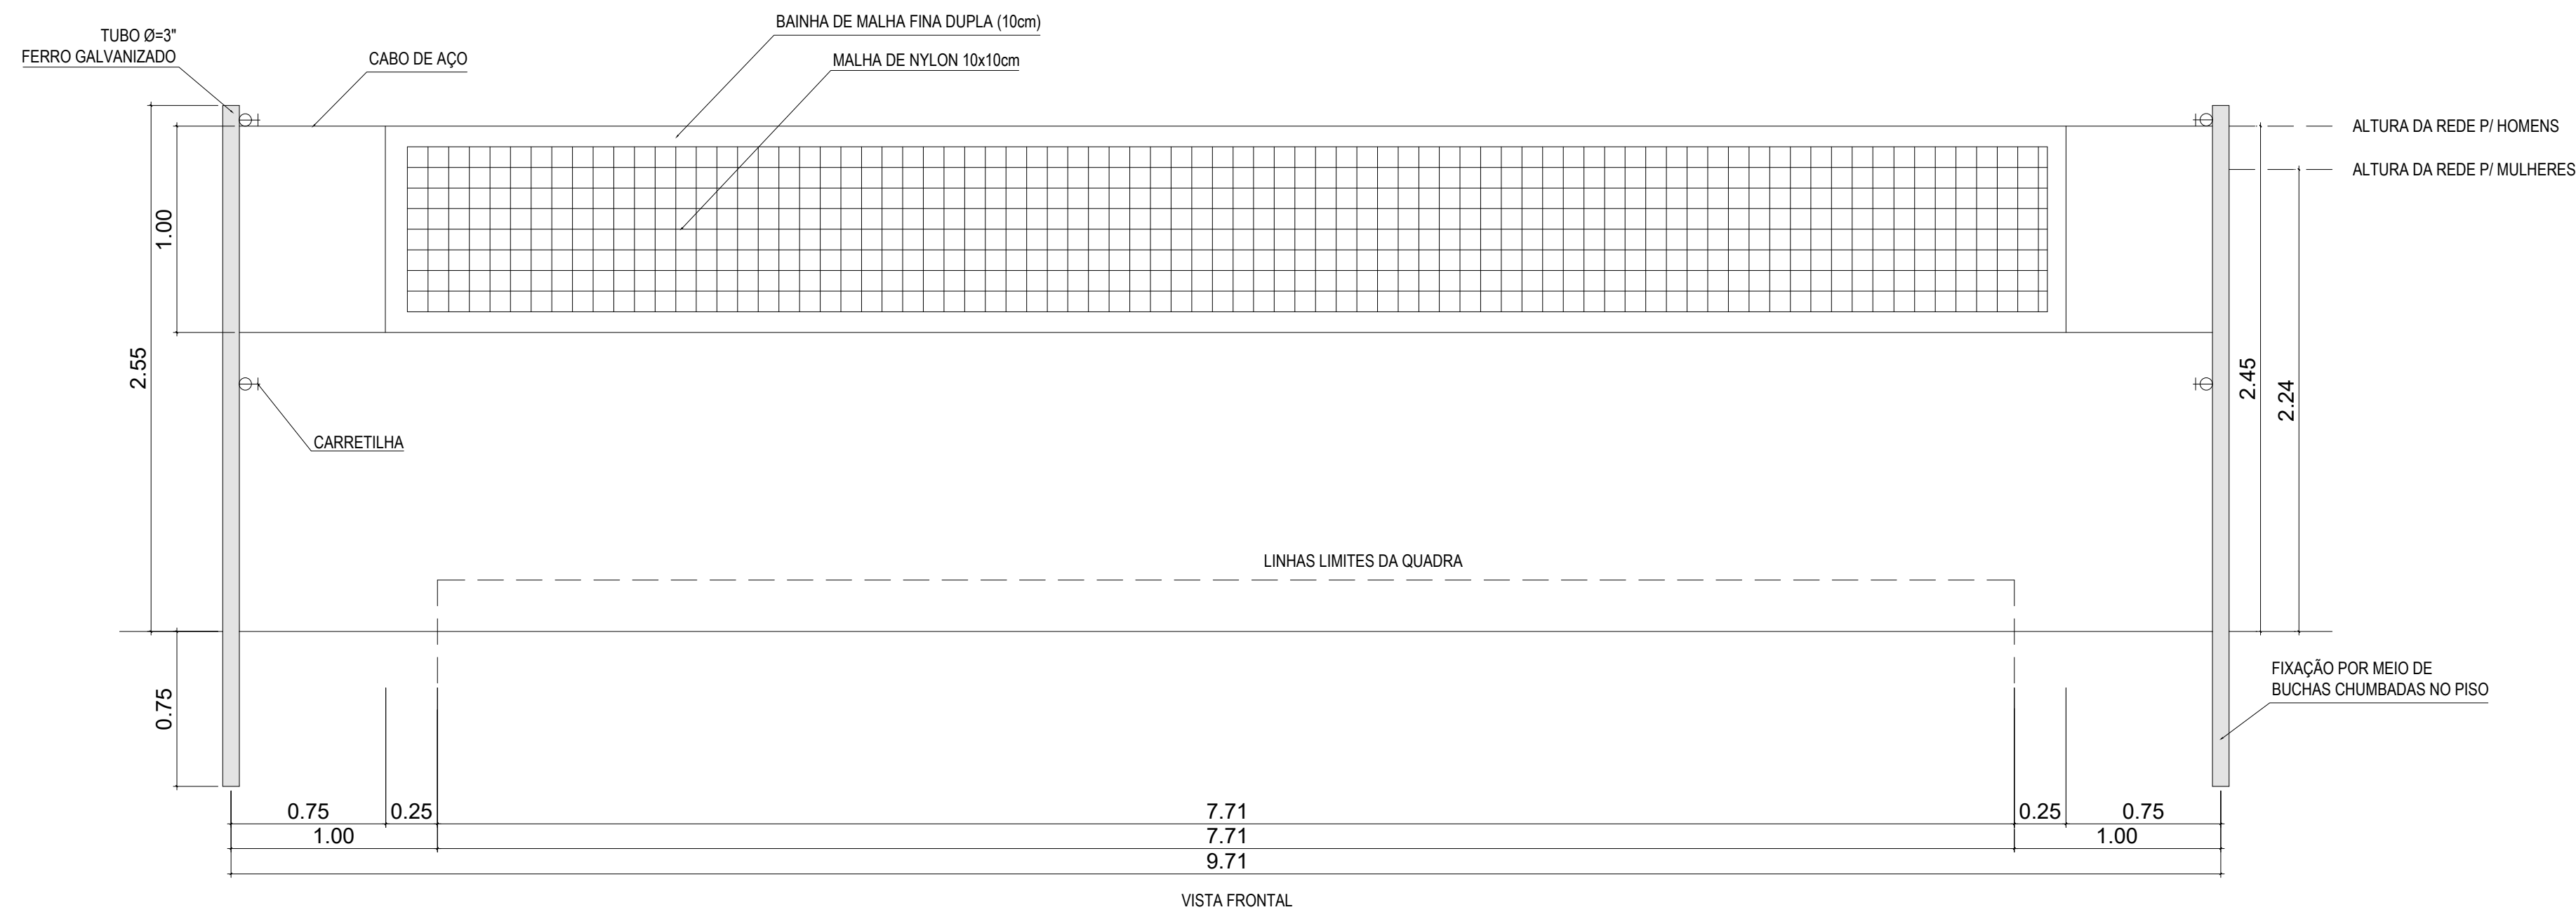 BAINHA DE MALHA FINA DUPLA (10cm)
TUBO Ø=3"
FERRO GALVANIZADO
CABO DE AÇO
MALHA DE NYLON 10x10cm
ALTURA DA REDE P/ HOMENS
ALTURA DA REDE P/ MULHERES
1.00
2.55
2.45
2.24
CARRETILHA
LINHAS LIMITES DA QUADRA
0.75
FIXAÇÃO POR MEIO DE
BUCHAS CHUMBADAS NO PISO
0.75 0.25 7.71 0.25 0.75
1.00 7.71 1.00
9.71
VISTA FRONTAL